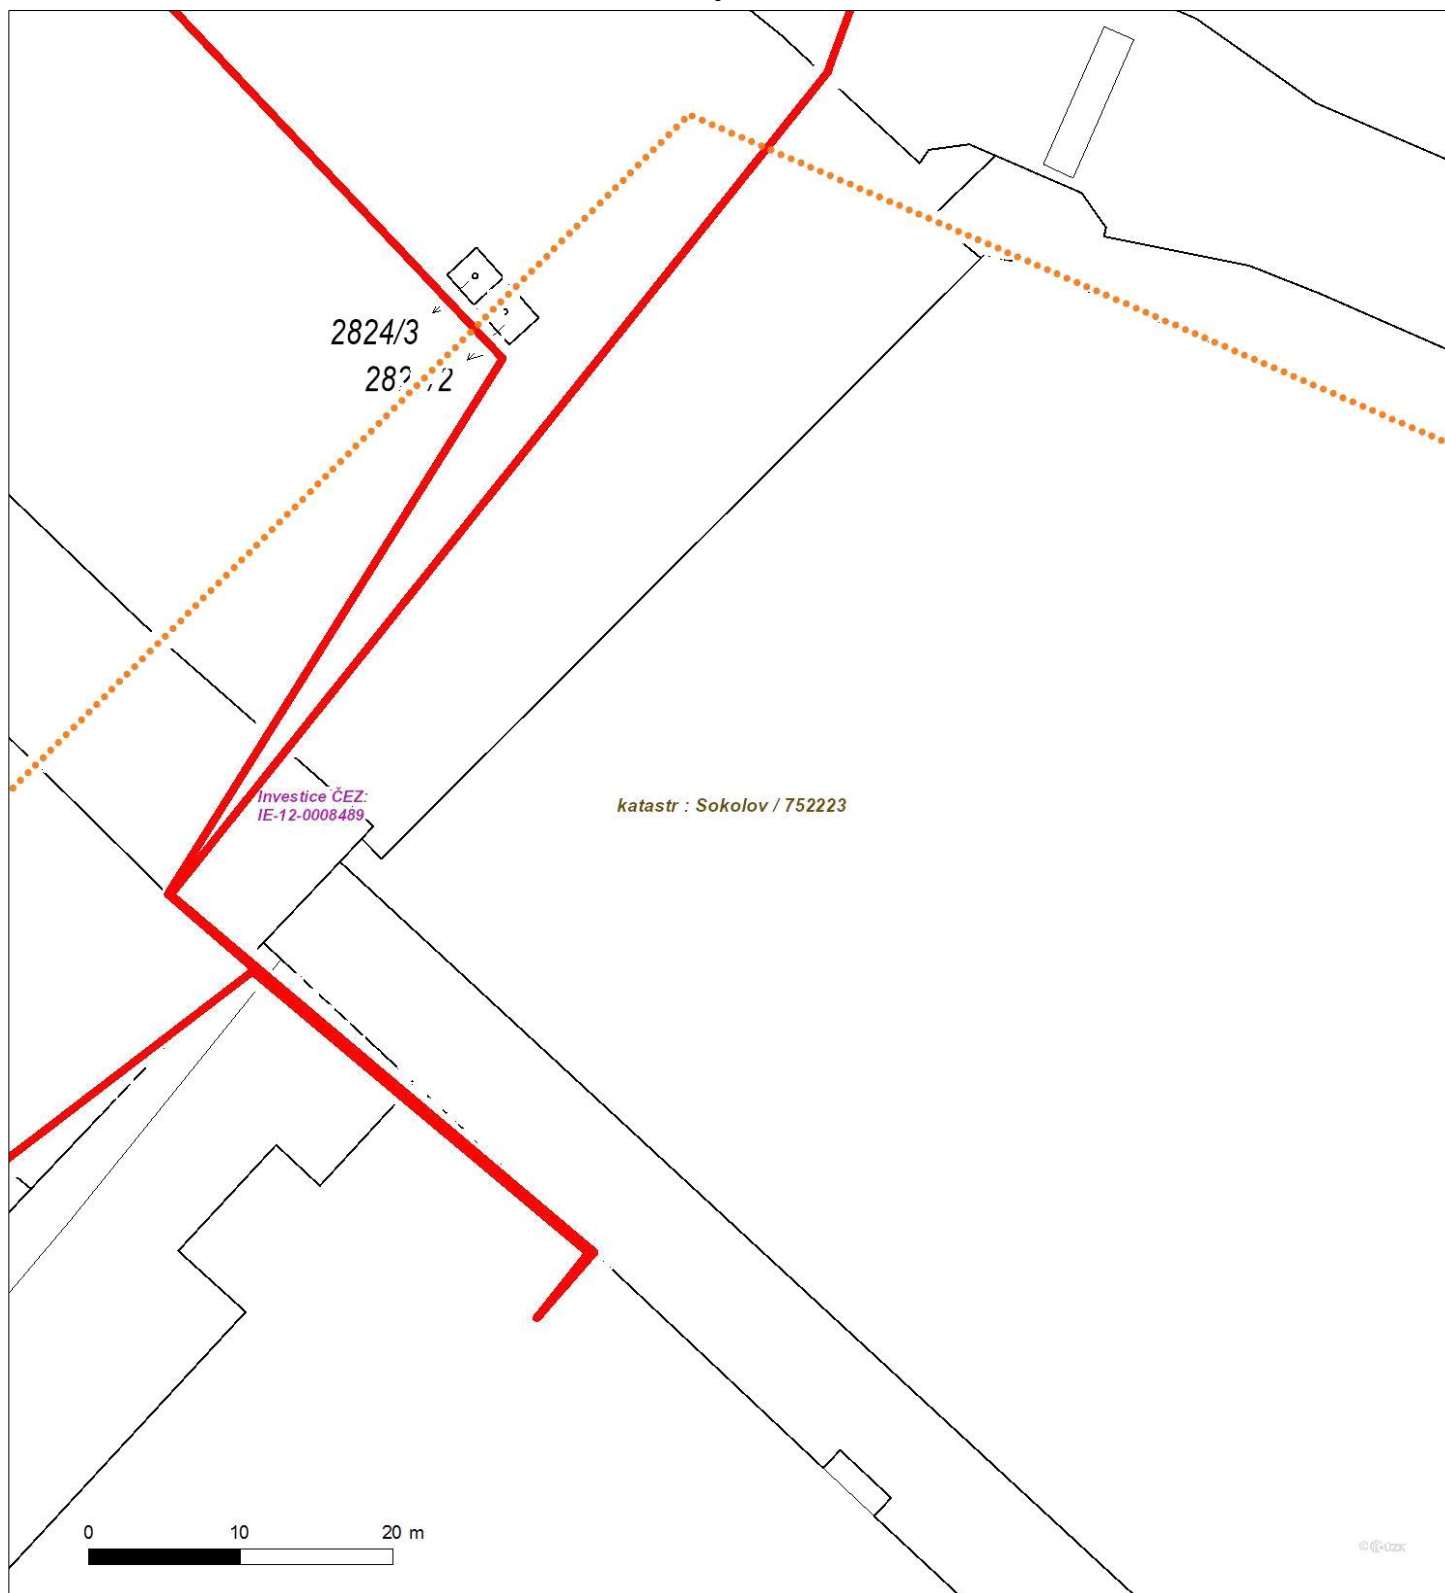 2824/3
Investice ČEZ:
IE-12-0008489
katastr : Sokolov / 752223
0 10 20 m